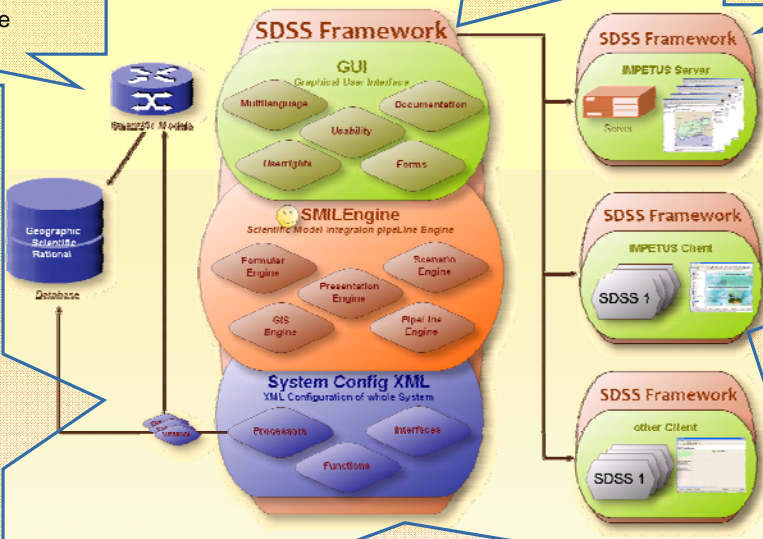 e
SDSS Framework
GUI
Graphical User Interface
Multilanguage
Documentation
Usability
Userrights
Forms
SMILEngine
Scientific Model Integraion pipeLine Engine
Formular
Engine
Scenario
Engine
Presentation
Engine
GIS
Engine
Pipeline
Engine
System Config XML
XML Configuration of whole System
Processors
Interfaces
Functions
Scientific Models
Geographic
Scientific
Rational
Database
SDSS Framework
IMPETUS Server
Server
SDSS Framework
IMPETUS Client
SDSS 1
SDSS Framework
other Client
SDSS 1